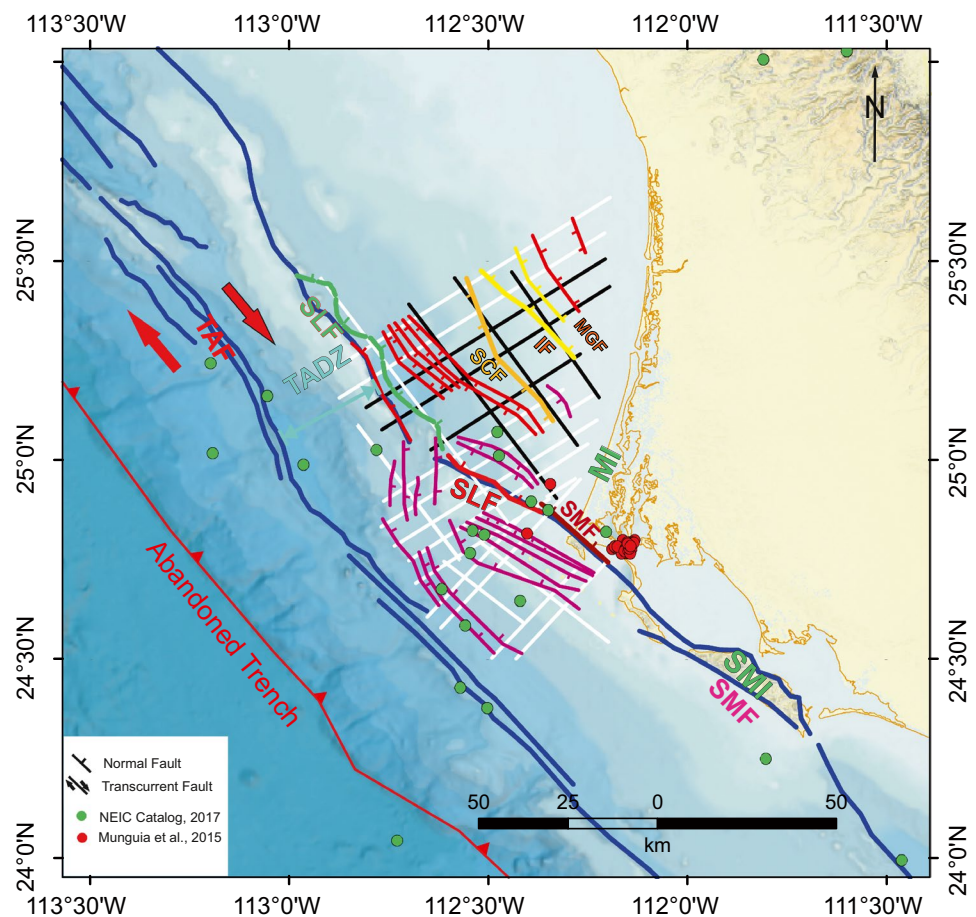 113°30'W 113°0'W 112°30'W 112°0'W 111°30'W
N
25°30'N
25°30'N
SLF
TAF
TADZ
SCF
IF
MGF
25°0'N
25°0'N
MI
SLF
SMF
Abandoned Trench
24°30'N
24°30'N
SMI
SMF
Normal Fault
Transcurrent Fault
NEIC Catalog, 2017
Munguia et al., 2015
50 25 0 50
km
24°0'N
24°0'N
113°30'W 113°0'W 112°30'W 112°0'W 111°30'W